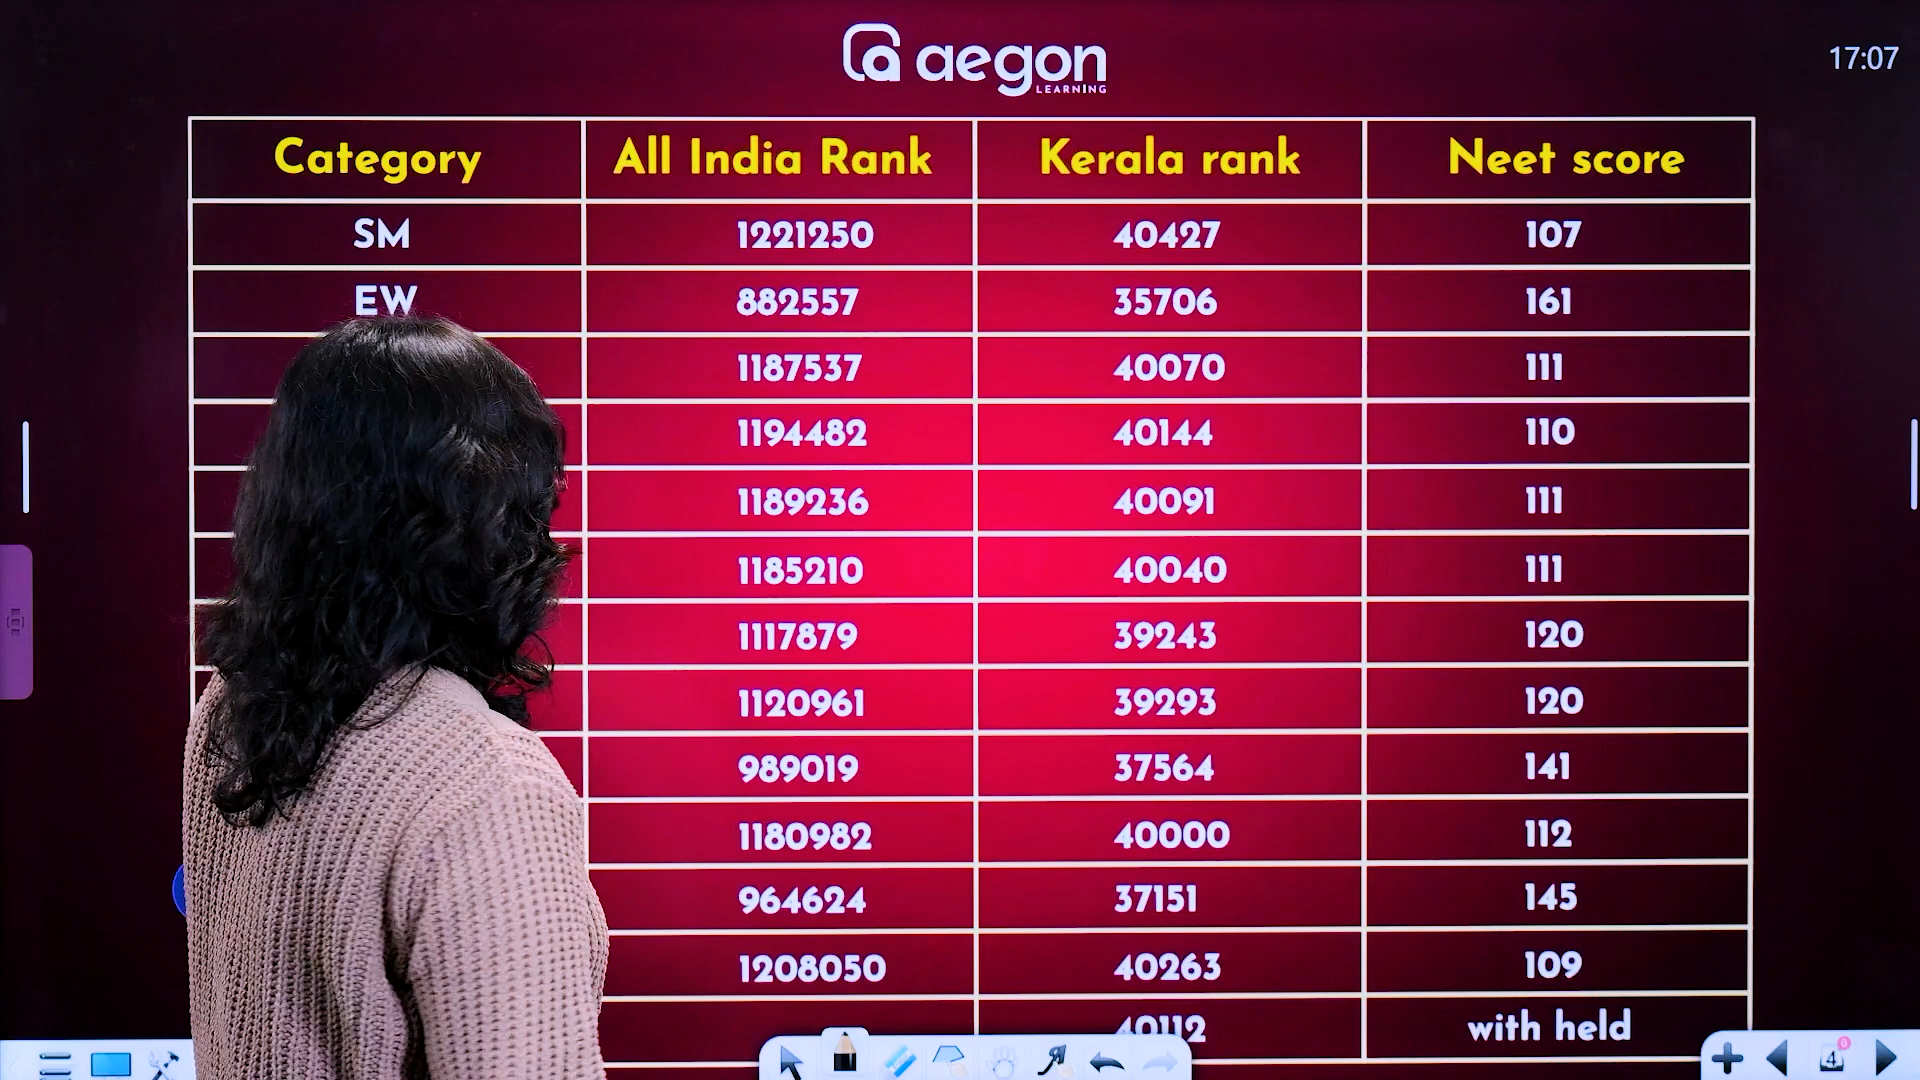 aegon
LEARNING
17:07
Category All India Rank Kerala rank Neet score
SM 1221250 40427 107
EW 882557 35706 161
1187537 40070 111
1194482 40144 110
1189236 40091 111
1185210 40040 111
1117879 39243 120
1120961 39293 120
989019 37564 141
1180982 40000 112
964624 37151 145
1208050 40263 109
40112 with held
4